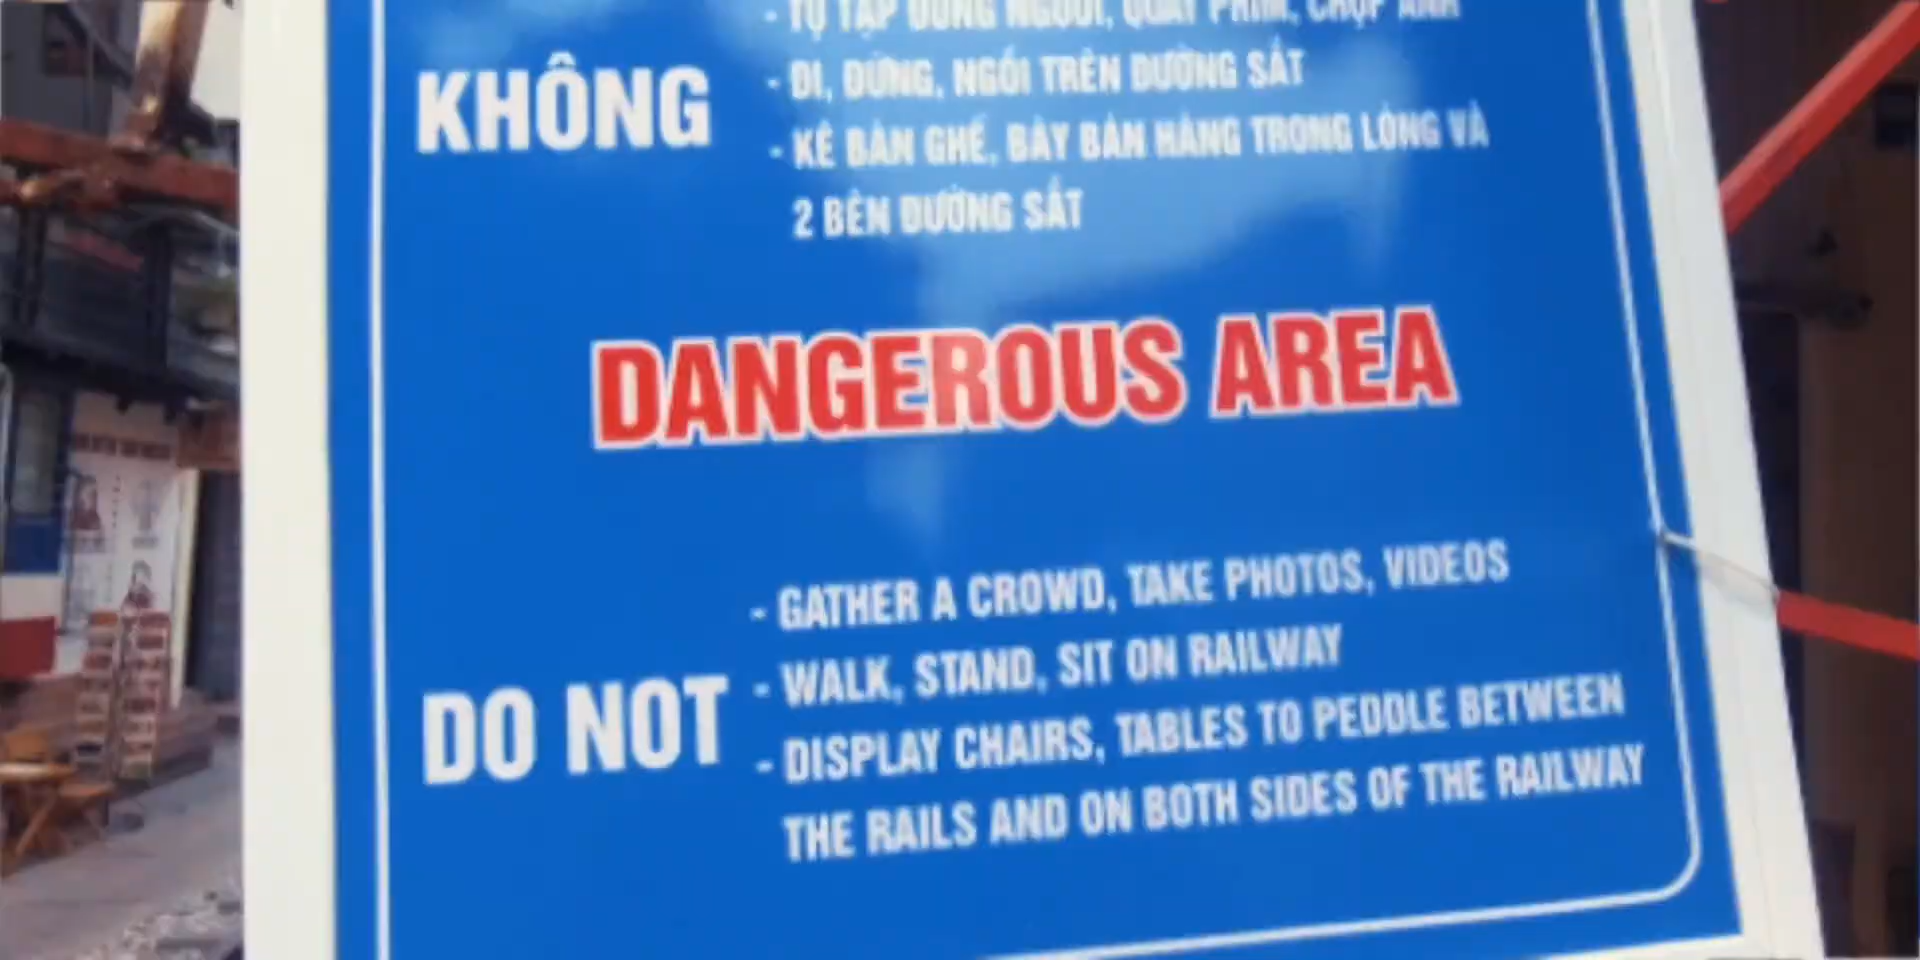 - TỤ TẬP ĐÔNG NGƯỜI, QUAY PHIM, CHỤP ẢNH
KHÔNG
- ĐI, ĐỨNG, NGỒI TRÊN ĐƯỜNG SẮT
- KÊ BÀN GHẾ, BÀY BÁN HÀNG TRONG LÒNG VÀ
2 BÊN ĐƯỜNG SẮT
DANGEROUS AREA
- GATHER A CROWD, TAKE PHOTOS, VIDEOS
- WALK, STAND, SIT ON RAILWAY
DO NOT
- DISPLAY CHAIRS, TABLES TO PEDDLE BETWEEN
THE RAILS AND ON BOTH SIDES OF THE RAILWAY